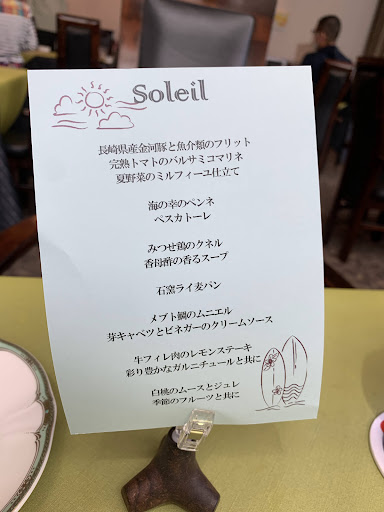 Soleil
長崎県産金河豚と魚介類のフリット
完熟トマトのバルサミコマリネ
夏野菜のミルフィーユ仕立て
海の幸のペンネ
ペスカトーレ
みつせ鶏のクネル
香母酢の香るスープ
石窯ライ麦パン
メブト鯛のムニエル
芽キャベツとビネガーのクリームソース
牛フィレ肉のレモンステーキ
彩り豊かなガルニチュールと共に
白桃のムースとジュレ
季節のフルーツと共に